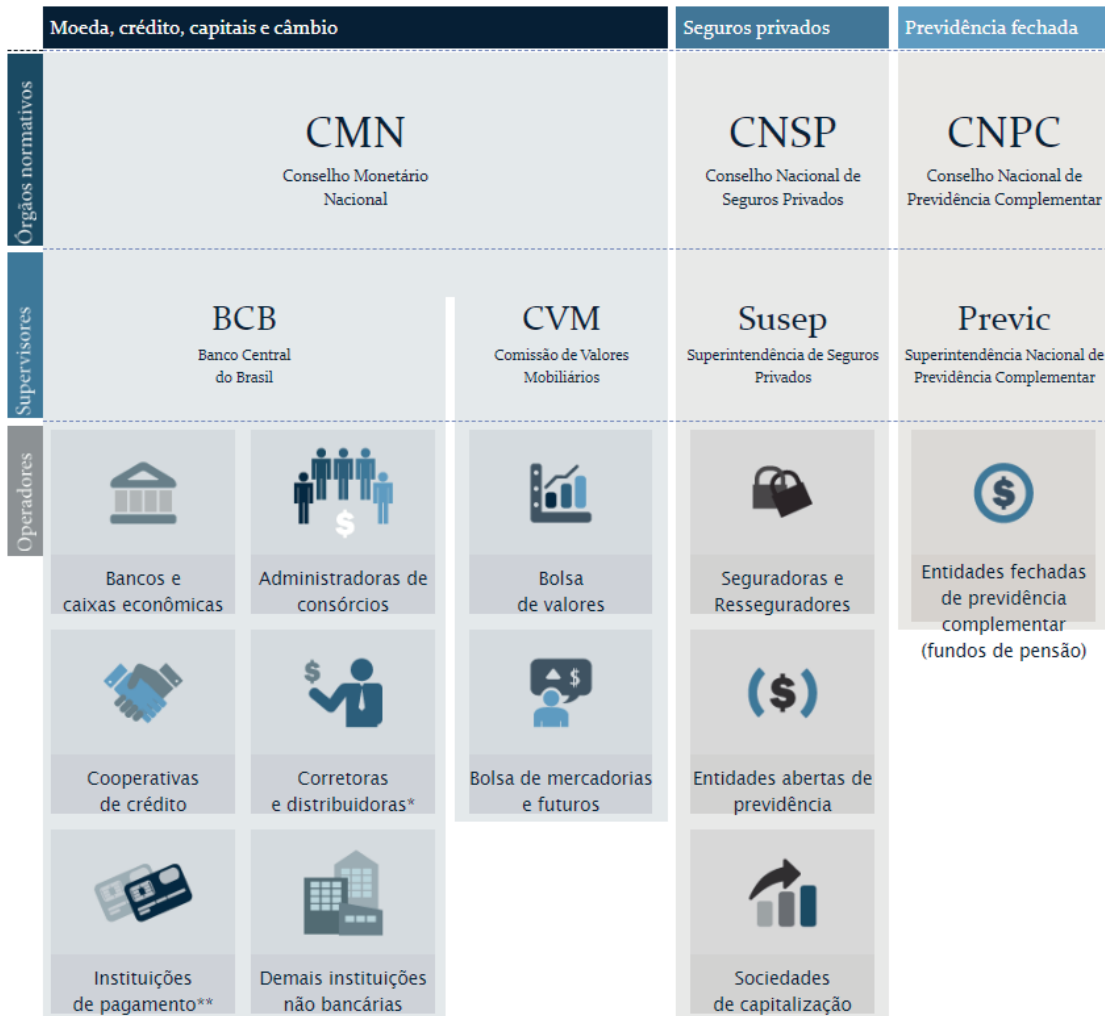 Moeda, crédito, capitais e câmbio
Seguros privados
Previdência fechada
Órgãos normativos
CMN
Conselho Monetário
Nacional
CNSP
Conselho Nacional de
Seguros Privados
CNPC
Conselho Nacional de
Previdência Complementar
Supervisores
BCB
Banco Central
do Brasil
CVM
Comissão de Valores
Mobiliários
Susep
Superintendência de Seguros
Privados
Previc
Superintendência Nacional de
Previdência Complementar
Operadores
Bancos e
caixas econômicas
Administradoras de
consórcios
Bolsa
de valores
Seguradoras e
Resseguradores
Entidades fechadas
de previdência
complementar
(fundos de pensão)
Cooperativas
de crédito
Corretoras
e distribuidoras*
Bolsa de mercadorias
e futuros
Entidades abertas de
previdência
Instituições
de pagamento**
Demais instituições
não bancárias
Sociedades
de capitalização